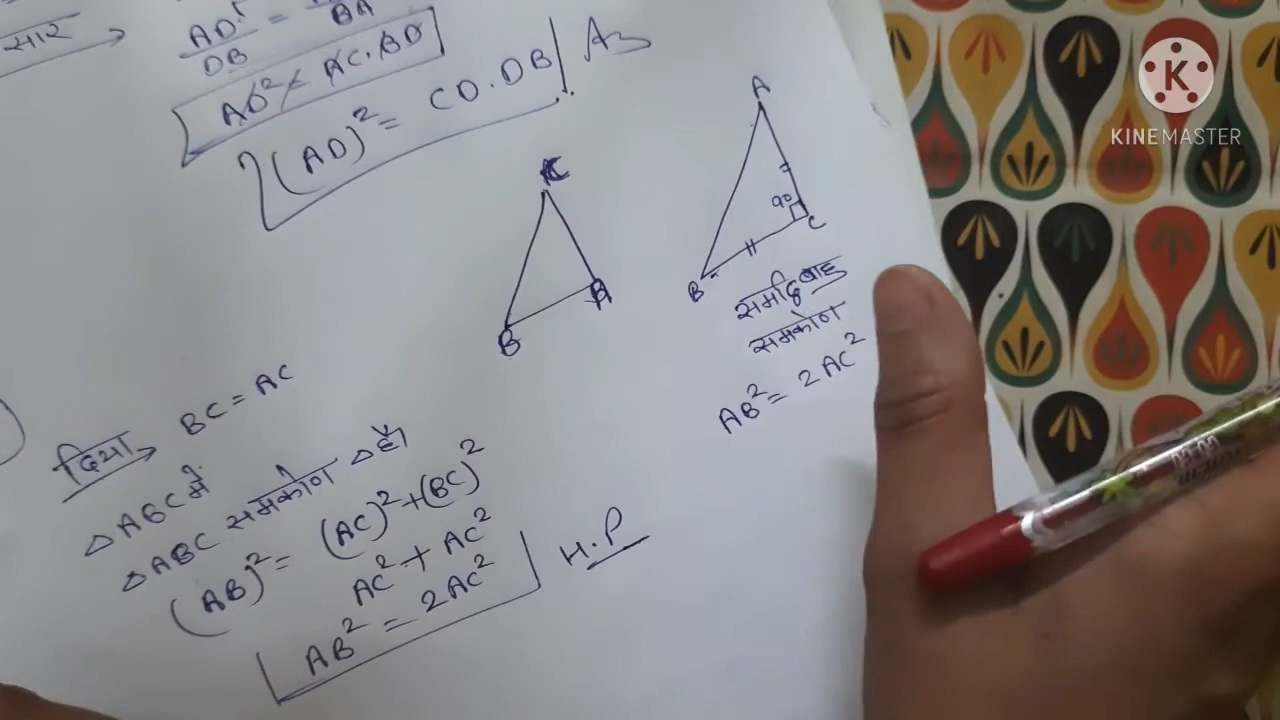 सार
AD/DB = BA
AD² = AC.BD
(AD)² = CD.DB
A
90
C
B
समद्विबाहु
समकोण
AB² = 2AC²
B
दिया → BC = AC
△ABC में
△ABC समकोण △ है।
(AB)² = (AC)² + (BC)²
AC² + AC²
AB² = 2AC²
H.P
K
KINEMASTER